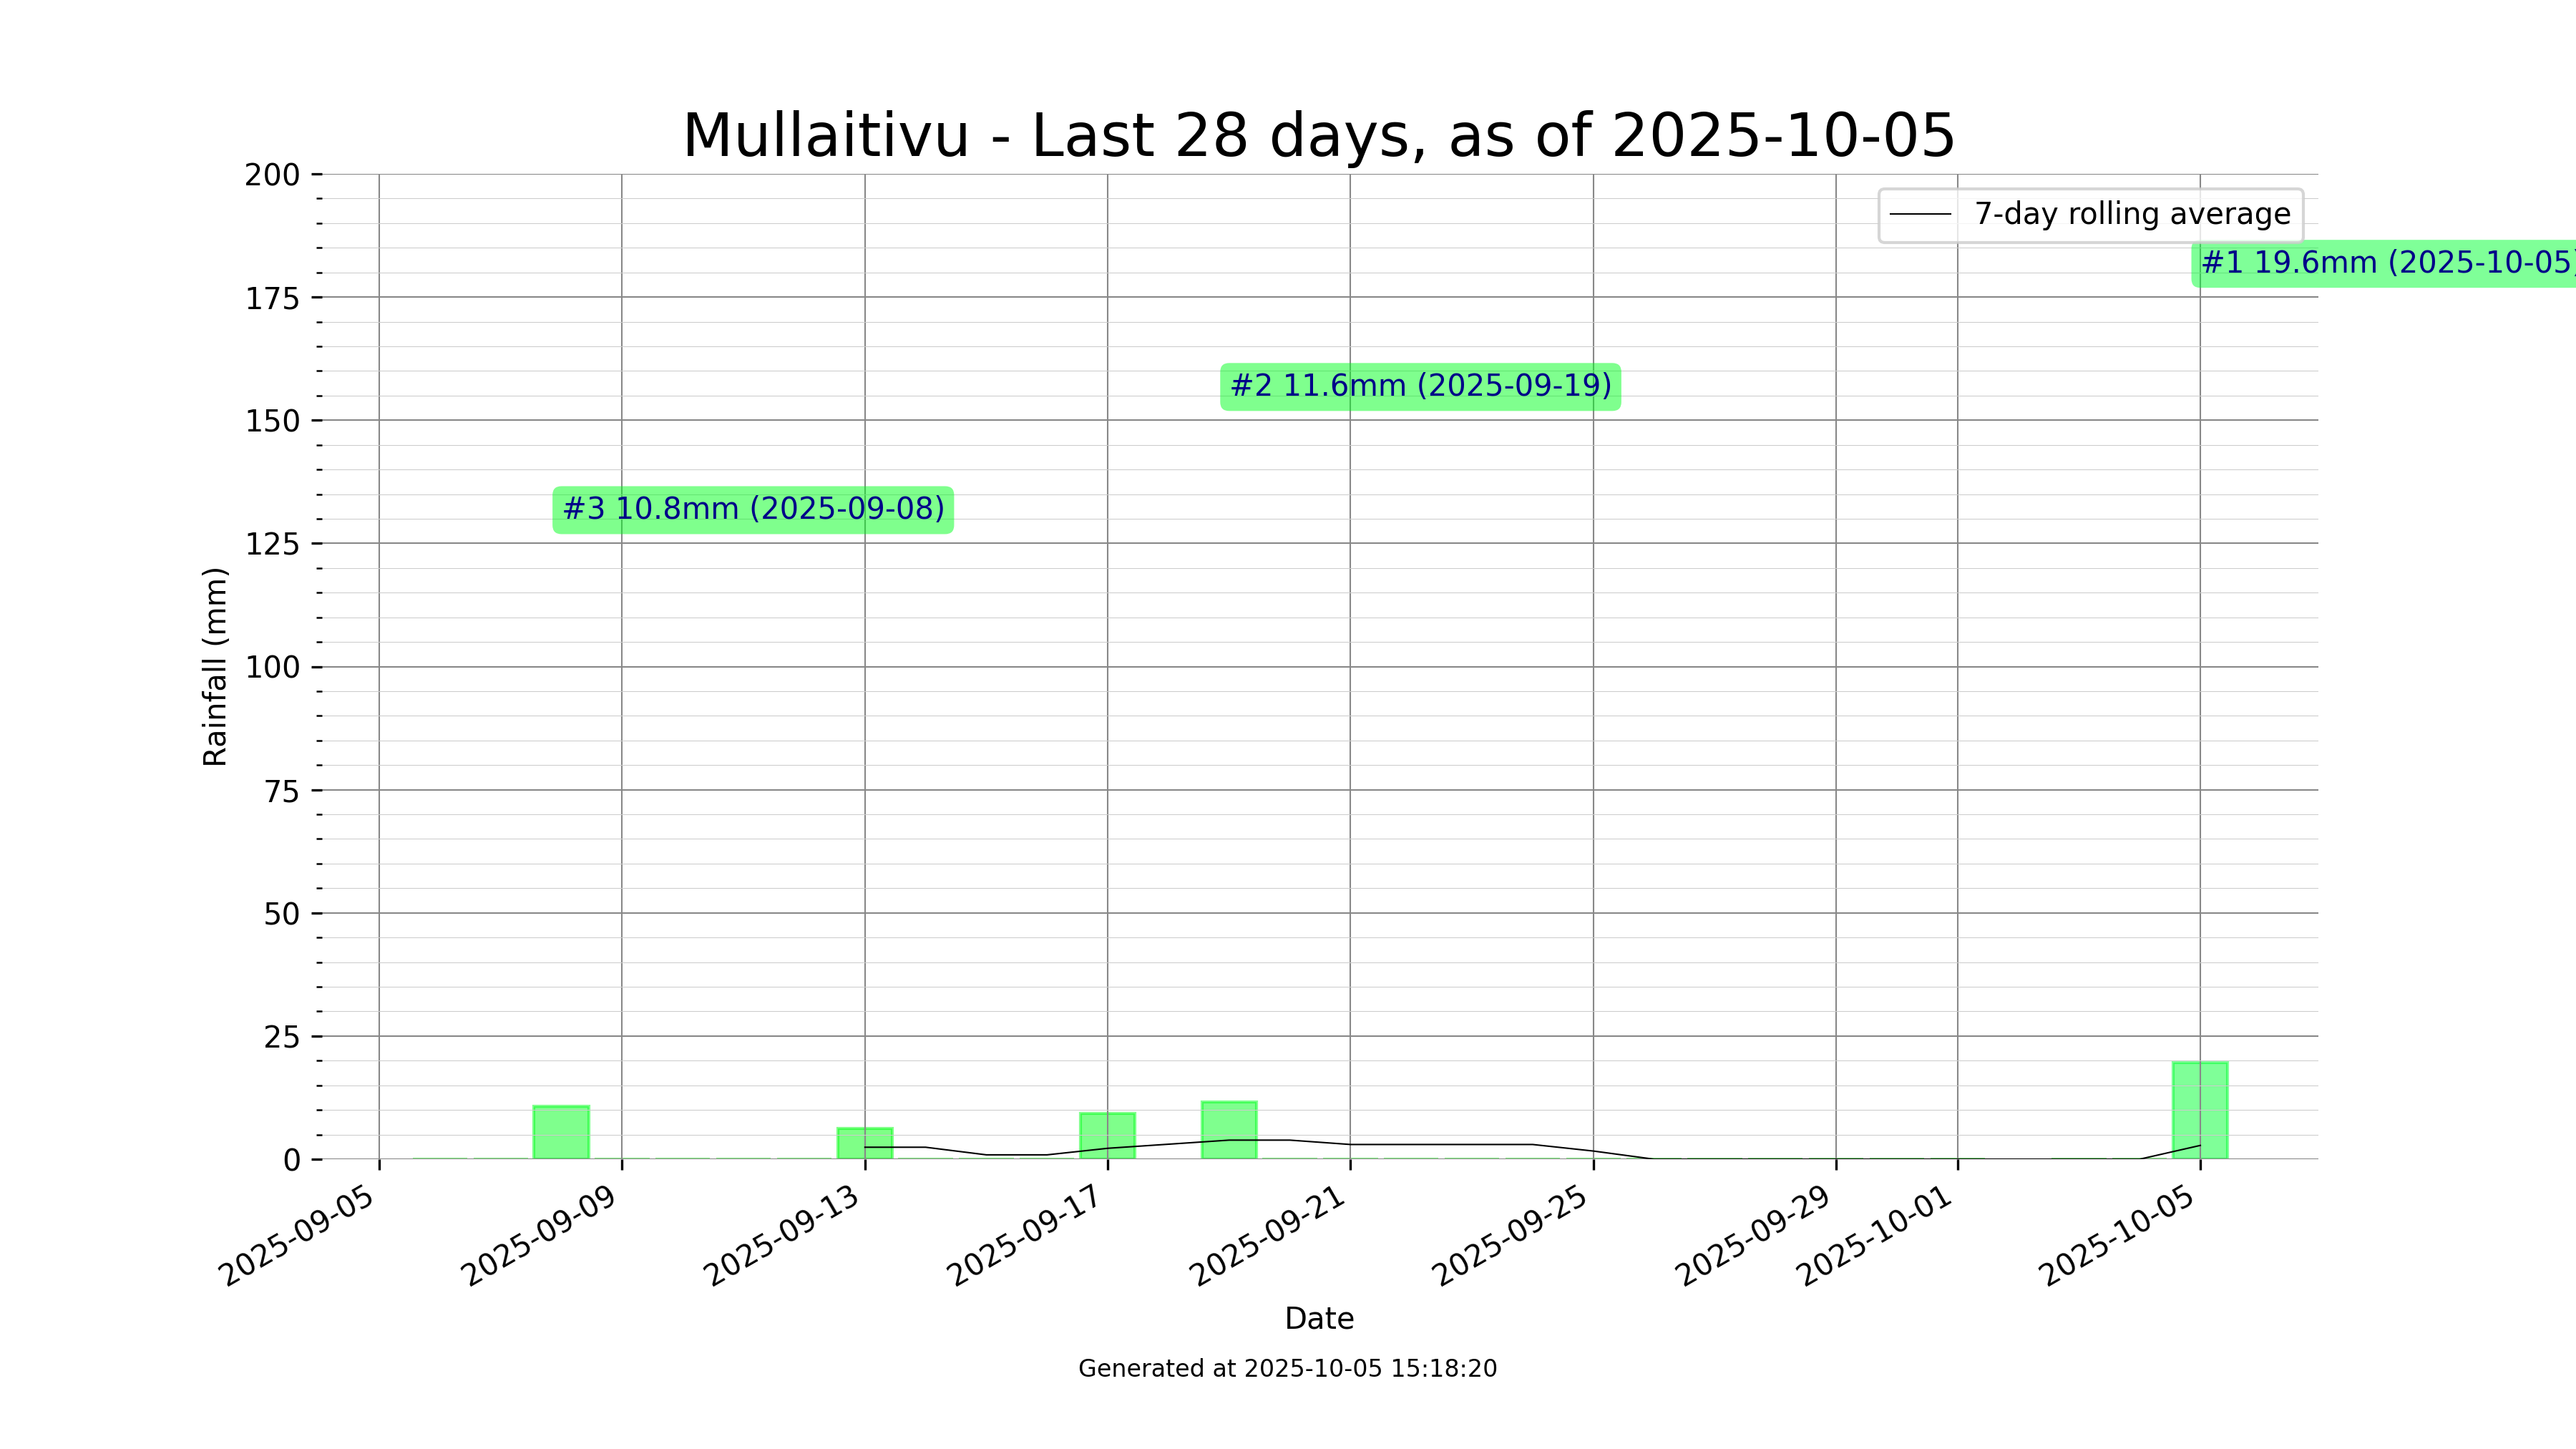 Mullaitivu - Last 28 days, as of 2025-10-05
200
7-day rolling average
#1 19.6mm (2025-10-05)
175
#2 11.6mm (2025-09-19)
150
#3 10.8mm (2025-09-08)
125
Rainfall (mm)
100
75
50
25
0
2025-09-05
2025-09-09
2025-09-13
2025-09-17
2025-09-21
2025-09-25
2025-09-29
2025-10-01
2025-10-05
Date
Generated at 2025-10-05 15:18:20